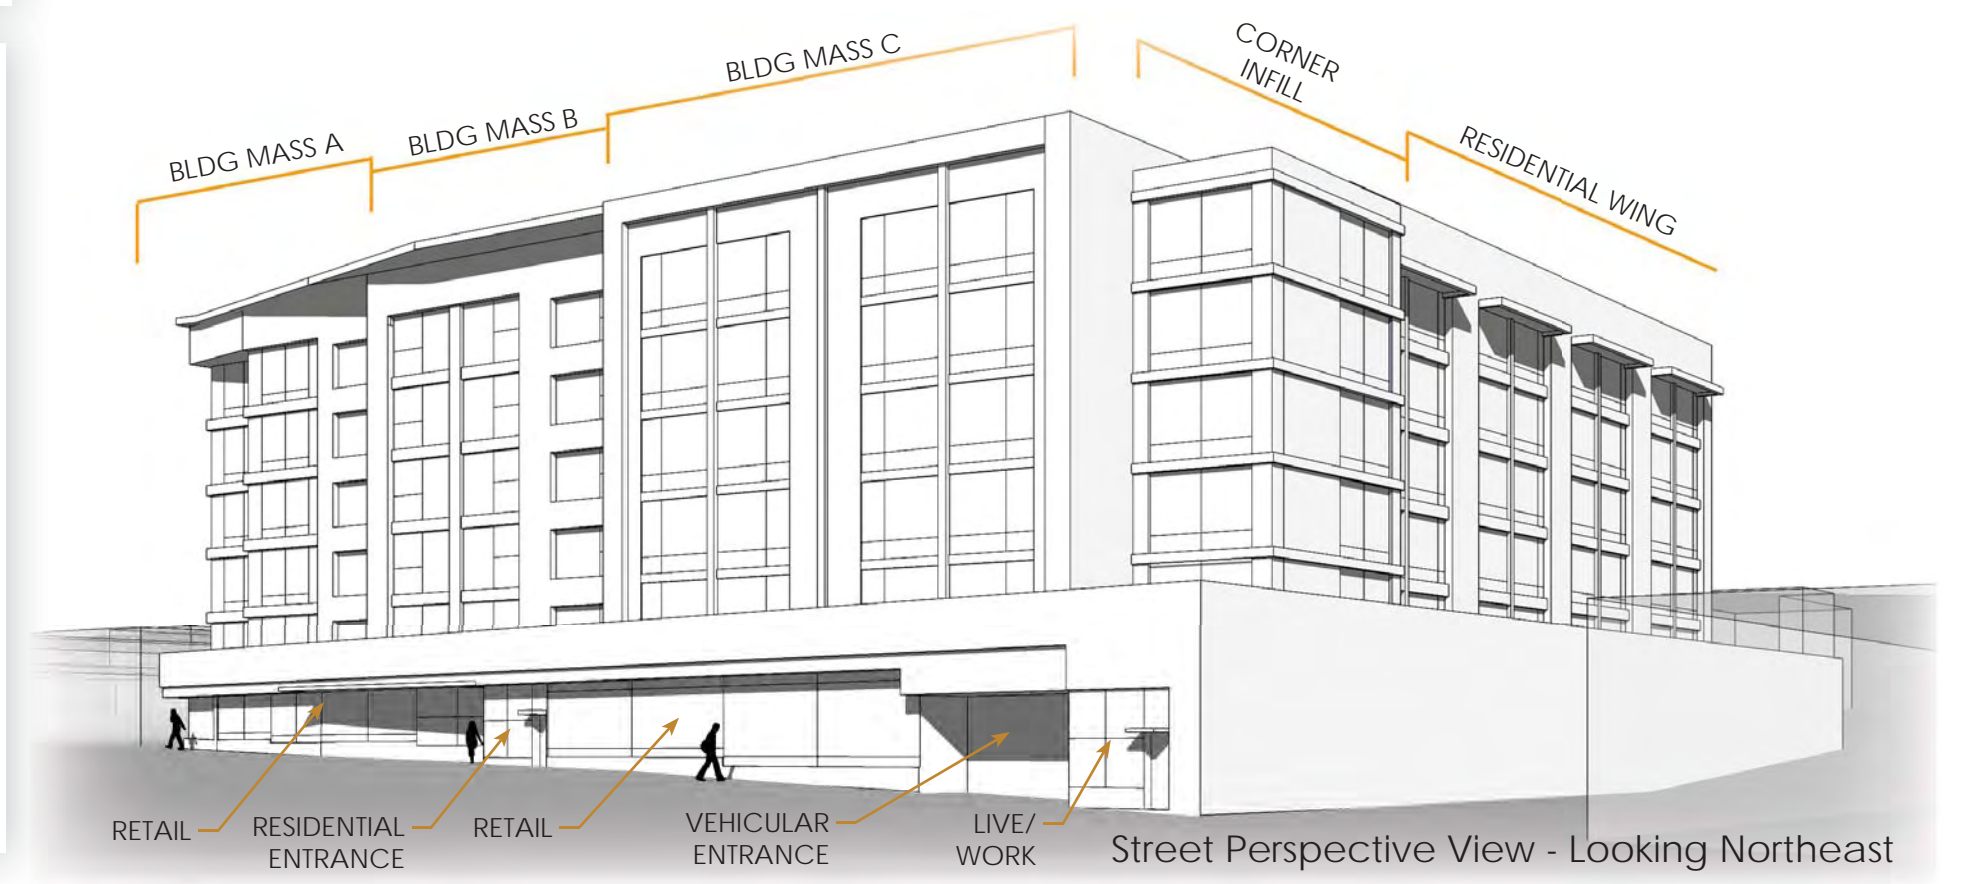 BLDG MASS A
BLDG MASS B
BLDG MASS C
CORNER
INFILL
RESIDENTIAL WING
RETAIL
RESIDENTIAL
ENTRANCE
RETAIL
VEHICULAR
ENTRANCE
LIVE/
WORK
Street Perspective View - Looking Northeast